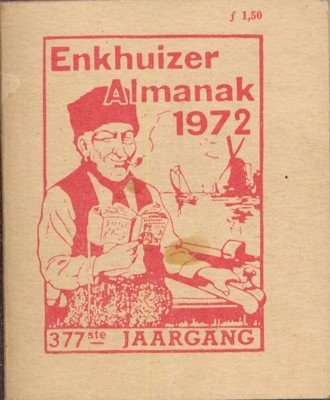 ƒ 1,50
Enkhuizer
Almanak
1972
377ste JAARGANG